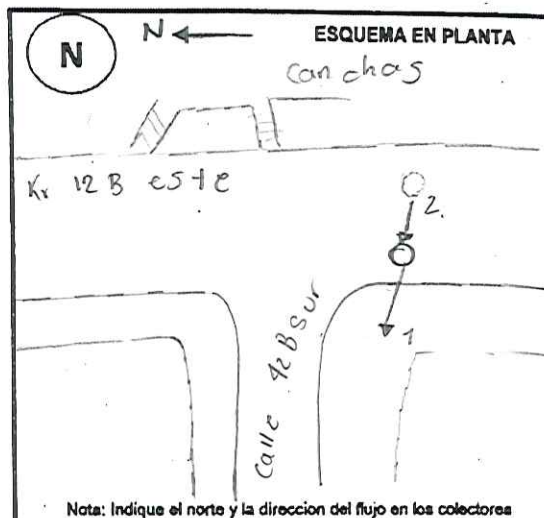 N
N
ESQUEMA EN PLANTA
Canchas
Kr 12 B este
2.
1
Calle 42 B Sur
Nota: Indique el norte y la direccion del flujo en los colectores